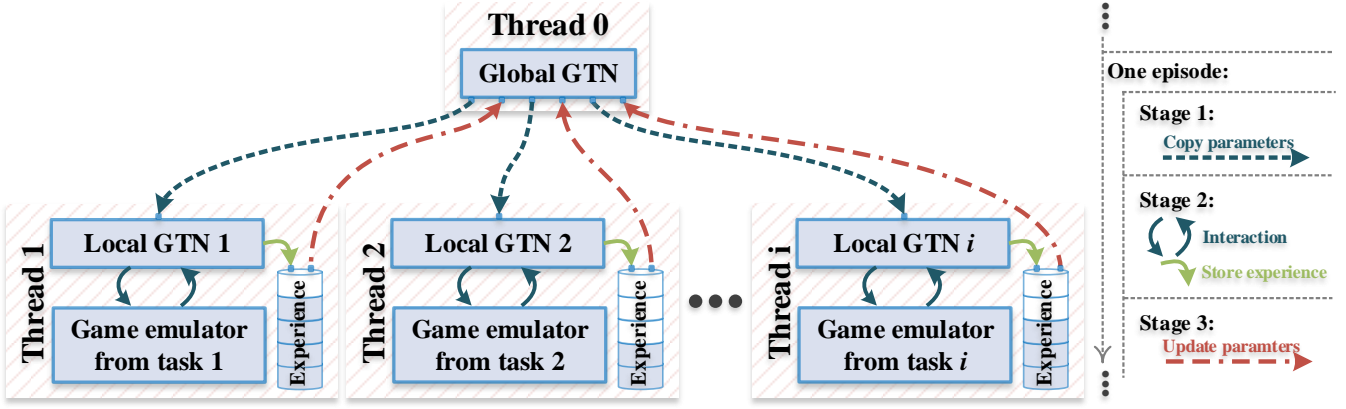 Thread 0
Global GTN
Thread 1
Local GTN 1
Game emulator
from task 1
Experience
Thread 2
Local GTN 2
Game emulator
from task 2
Experience
Thread i
Local GTN i
Game emulator
from task i
Experience
One episode:
Stage 1:
Copy parameters
Stage 2:
Interaction
Store experience
Stage 3:
Update paramters